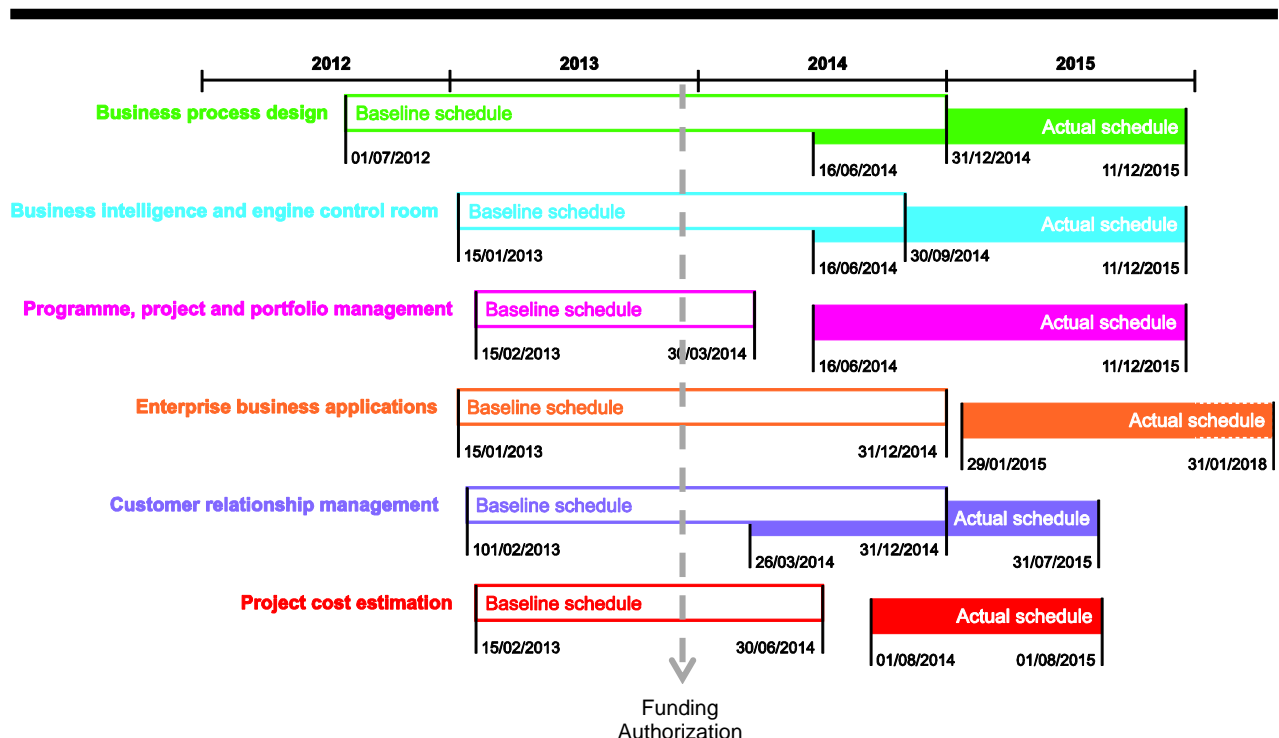 2012 2013 2014 2015
Business process design Baseline schedule Actual schedule
01/07/2012 16/06/2014 31/12/2014 11/12/2015
Business intelligence and engine control room Baseline schedule Actual schedule
15/01/2013 16/06/2014 30/09/2014 11/12/2015
Programme, project and portfolio management Baseline schedule Actual schedule
15/02/2013 30/03/2014 16/06/2014 11/12/2015
Enterprise business applications Baseline schedule Actual schedule
15/01/2013 31/12/2014 29/01/2015 31/01/2018
Customer relationship management Baseline schedule Actual schedule
101/02/2013 26/03/2014 31/12/2014 31/07/2015
Project cost estimation Baseline schedule Actual schedule
15/02/2013 30/06/2014 01/08/2014 01/08/2015
Funding
Authorization